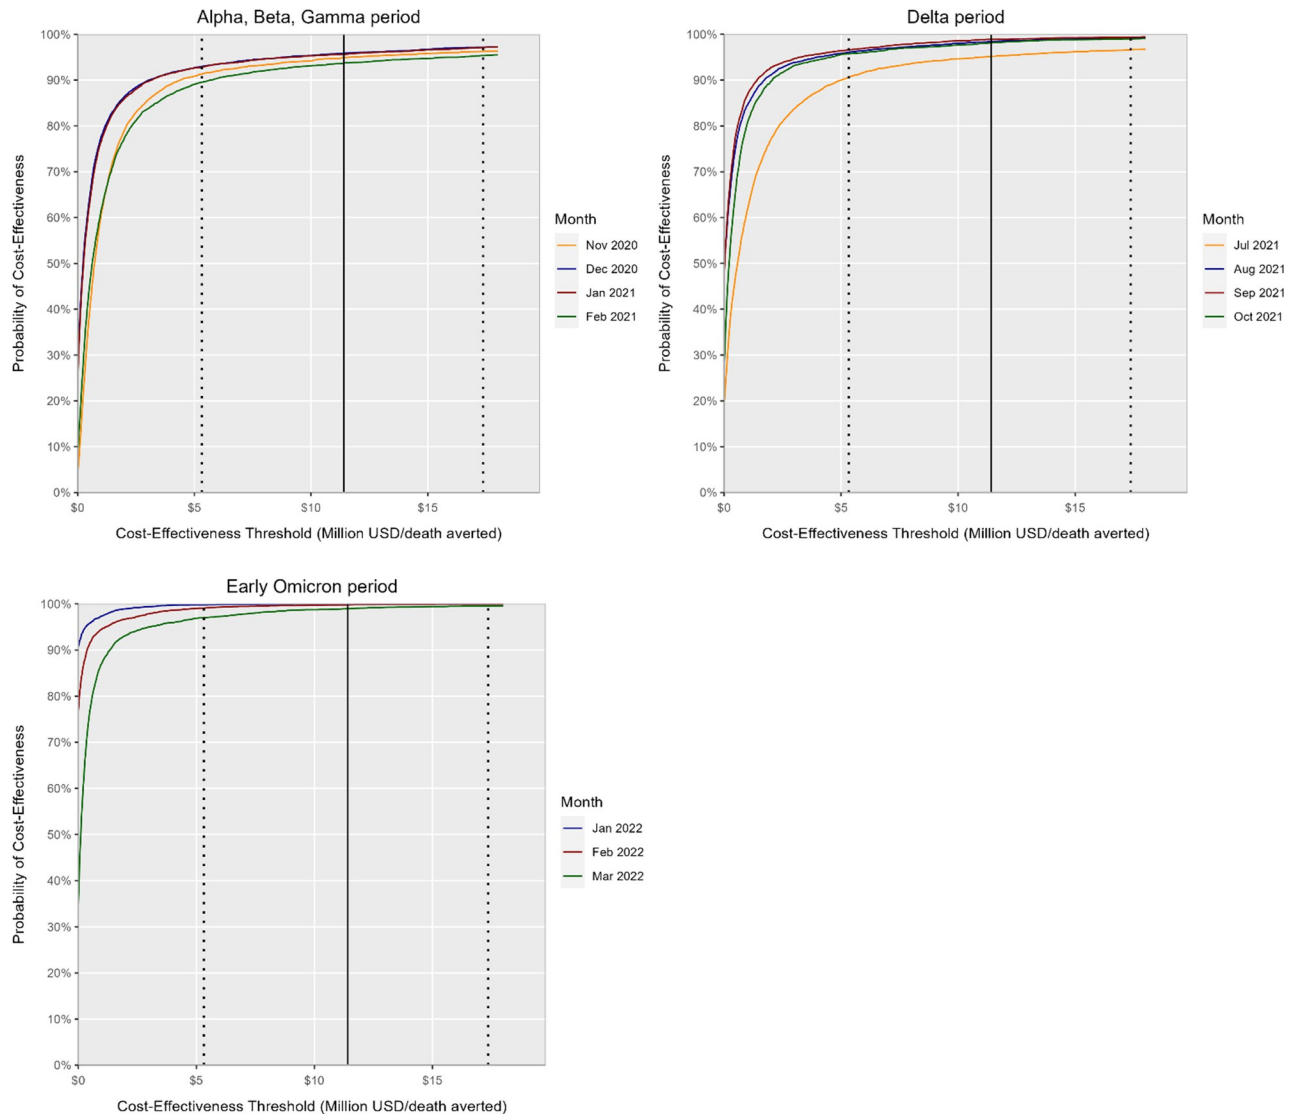 Alpha, Beta, Gamma period
100%
90%
80%
70%
60%
50%
40%
30%
20%
10%
0%
Probability of Cost-Effectiveness
$0
$5
$10
$15
Cost-Effectiveness Threshold (Million USD/death averted)
Month
Nov 2020
Dec 2020
Jan 2021
Feb 2021
Delta period
100%
90%
80%
70%
60%
50%
40%
30%
20%
10%
0%
Probability of Cost-Effectiveness
$0
$5
$10
$15
Cost-Effectiveness Threshold (Million USD/death averted)
Month
Jul 2021
Aug 2021
Sep 2021
Oct 2021
Early Omicron period
100%
90%
80%
70%
60%
50%
40%
30%
20%
10%
0%
Probability of Cost-Effectiveness
$0
$5
$10
$15
Cost-Effectiveness Threshold (Million USD/death averted)
Month
Jan 2022
Feb 2022
Mar 2022